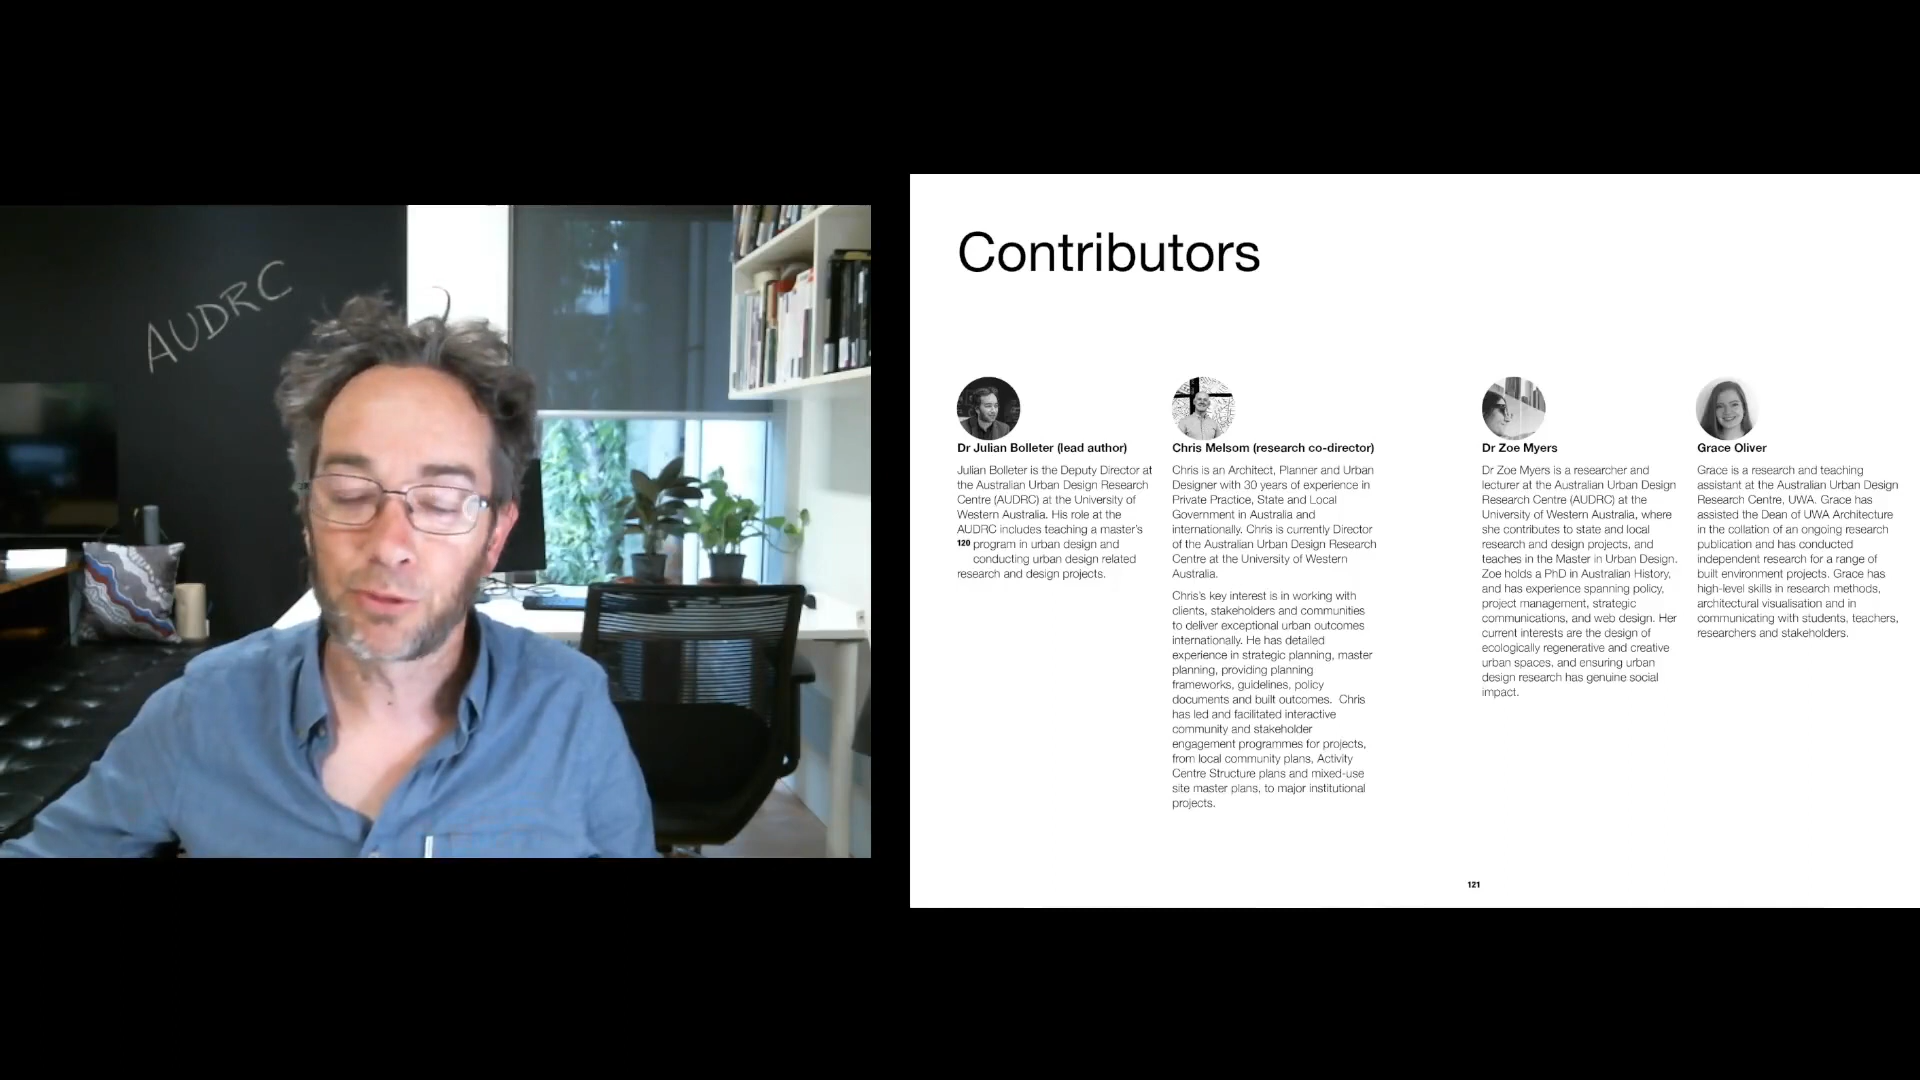 AUDRC
Contributors
Dr Julian Bolleter (lead author)
Julian Bolleter is the Deputy Director at
the Australian Urban Design Research
Centre (AUDRC) at the University of
Western Australia. His role at the
AUDRC includes teaching a master's
120 program in urban design and
conducting urban design related
research and design projects.
Chris Melsom (research co-director)
Chris is an Architect, Planner and Urban
Designer with 30 years of experience in
Private Practice, State and Local
Government in Australia and
internationally. Chris is currently Director
of the Australian Urban Design Research
Centre at the University of Western
Australia.
Chris's key interest is in working with
clients, stakeholders and communities
to deliver exceptional urban outcomes
internationally. He has detailed
experience in strategic planning, master
planning, providing planning
frameworks, guidelines, policy
documents and built outcomes. Chris
has led and facilitated interactive
community and stakeholder
engagement programmes for projects,
from local community plans, Activity
Centre Structure plans and mixed-use
site master plans, to major institutional
projects.
Dr Zoe Myers
Dr Zoe Myers is a researcher and
lecturer at the Australian Urban Design
Research Centre (AUDRC) at the
University of Western Australia, where
she contributes to state and local
research and design projects, and
teaches in the Master in Urban Design.
Zoe holds a PhD in Australian History,
and has experience spanning policy,
project management, strategic
communications, and web design. Her
current interests are the design of
ecologically regenerative and creative
urban spaces, and ensuring urban
design research has genuine social
impact.
Grace Oliver
Grace is a research and teaching
assistant at the Australian Urban Design
Research Centre, UWA. Grace has
assisted the Dean of UWA Architecture
in the collation of an ongoing research
publication and has conducted
independent research for a range of
built environment projects. Grace has
high-level skills in research methods,
architectural visualisation and in
communicating with students, teachers,
researchers and stakeholders.
121